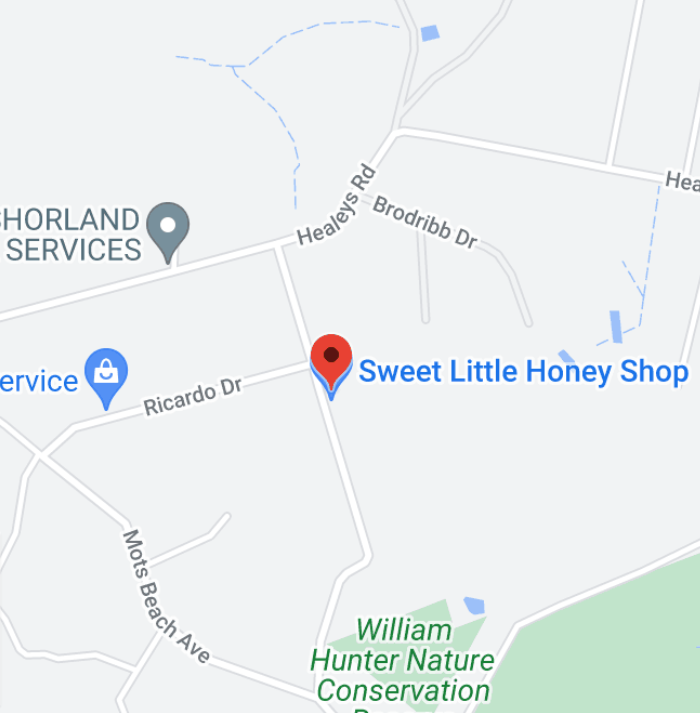 Healeys Rd
Hea
Brodribb Dr
SHORLAND
SERVICES
Sweet Little Honey Shop
ervice
Ricardo Dr
Mots Beach Ave
William
Hunter Nature
Conservation